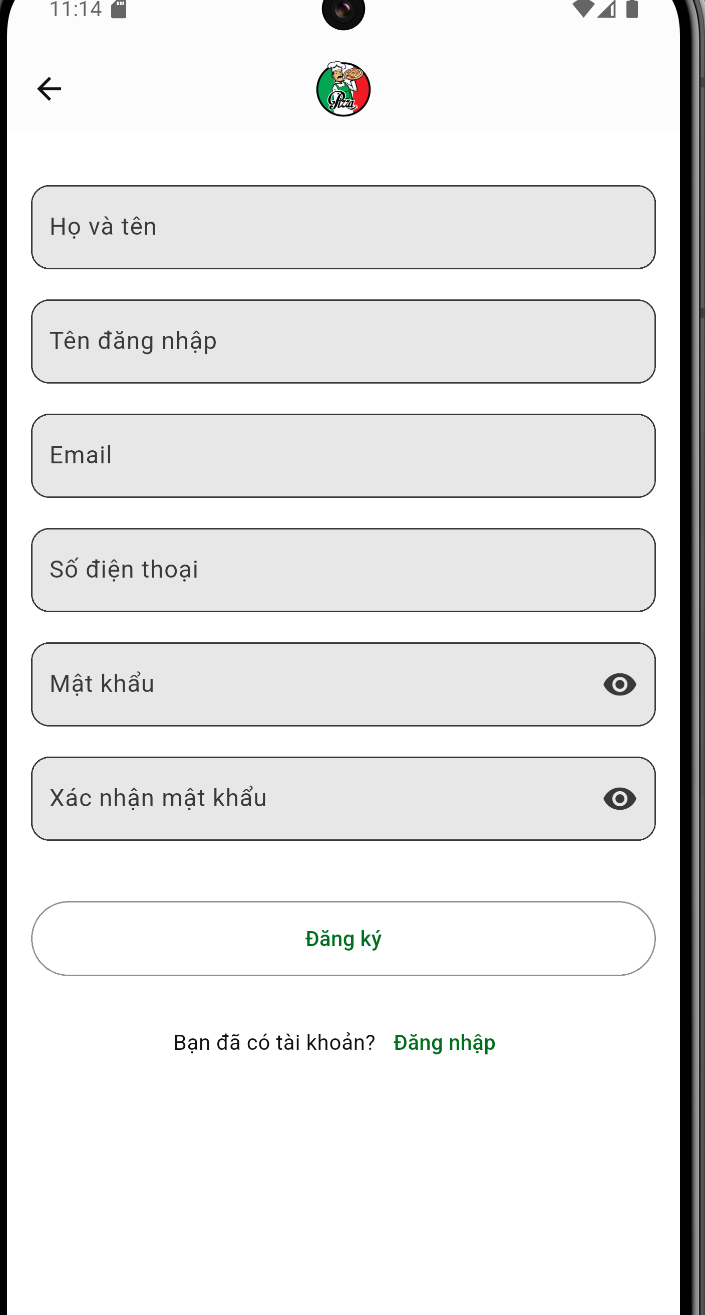 11:14
Pizza
Họ và tên
Tên đăng nhập
Email
Số điện thoại
Mật khẩu
Xác nhận mật khẩu
Đăng ký
Bạn đã có tài khoản? Đăng nhập